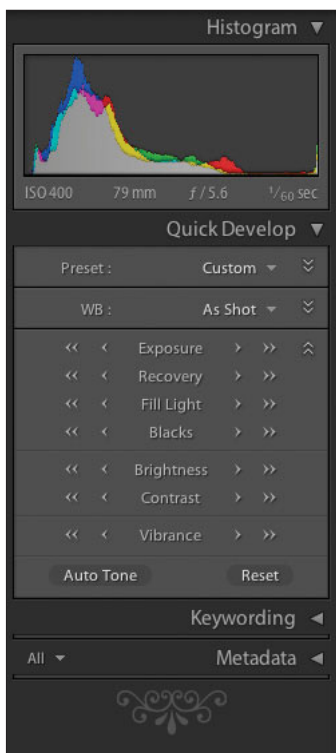 Histogram
ISO 400 79 mm ƒ / 5.6 1/60 sec
Quick Develop
Preset : Custom
WB : As Shot
Exposure
Recovery
Fill Light
Blacks
Brightness
Contrast
Vibrance
Auto Tone Reset
Keywording
All Metadata